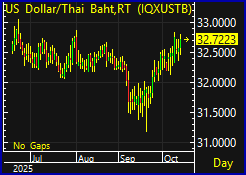 US Dollar/Thai Baht,RT (IQXUSTB)
33.0000
32.7223
32.5000
32.0000
31.5000
31.0000
No Gaps
Jul Aug Sep Oct Day
2025